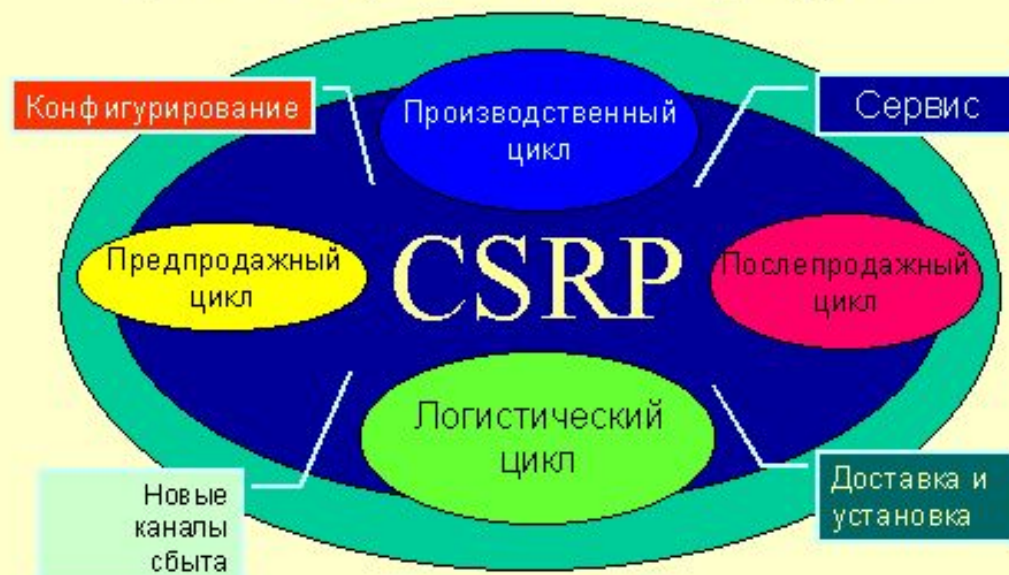 Конфигурирование
Производственный
цикл
Сервис
Предпродажный
цикл
CSRP
Послепродажный
цикл
Логистический
цикл
Новые
каналы
сбыта
Доставка и
установка